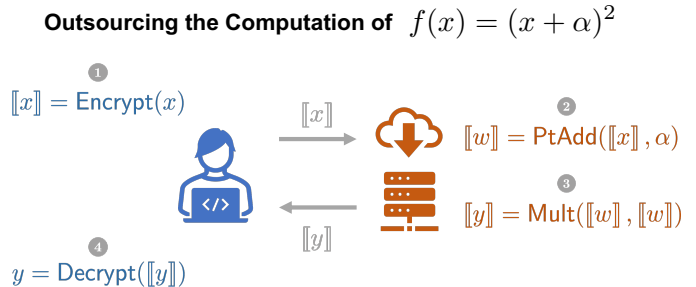 Outsourcing the Computation of f(x) = (x + α)²
1
⟦x⟧ = Encrypt(x)
⟦x⟧
2
⟦w⟧ = PtAdd(⟦x⟧, α)
</>
3
⟦y⟧ = Mult(⟦w⟧, ⟦w⟧)
⟦y⟧
4
y = Decrypt(⟦y⟧)